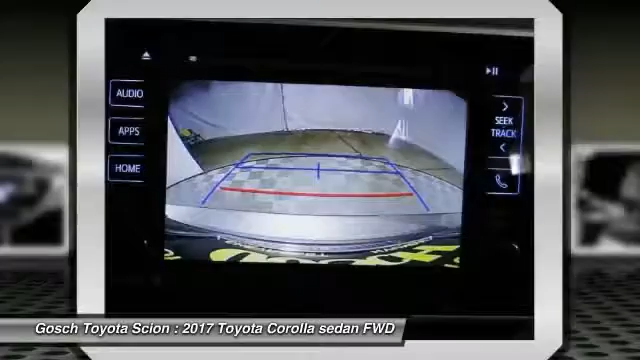 AUDIO
APPS
HOME
SEEK
TRACK
Gosch Toyota Scion : 2017 Toyota Corolla sedan FWD